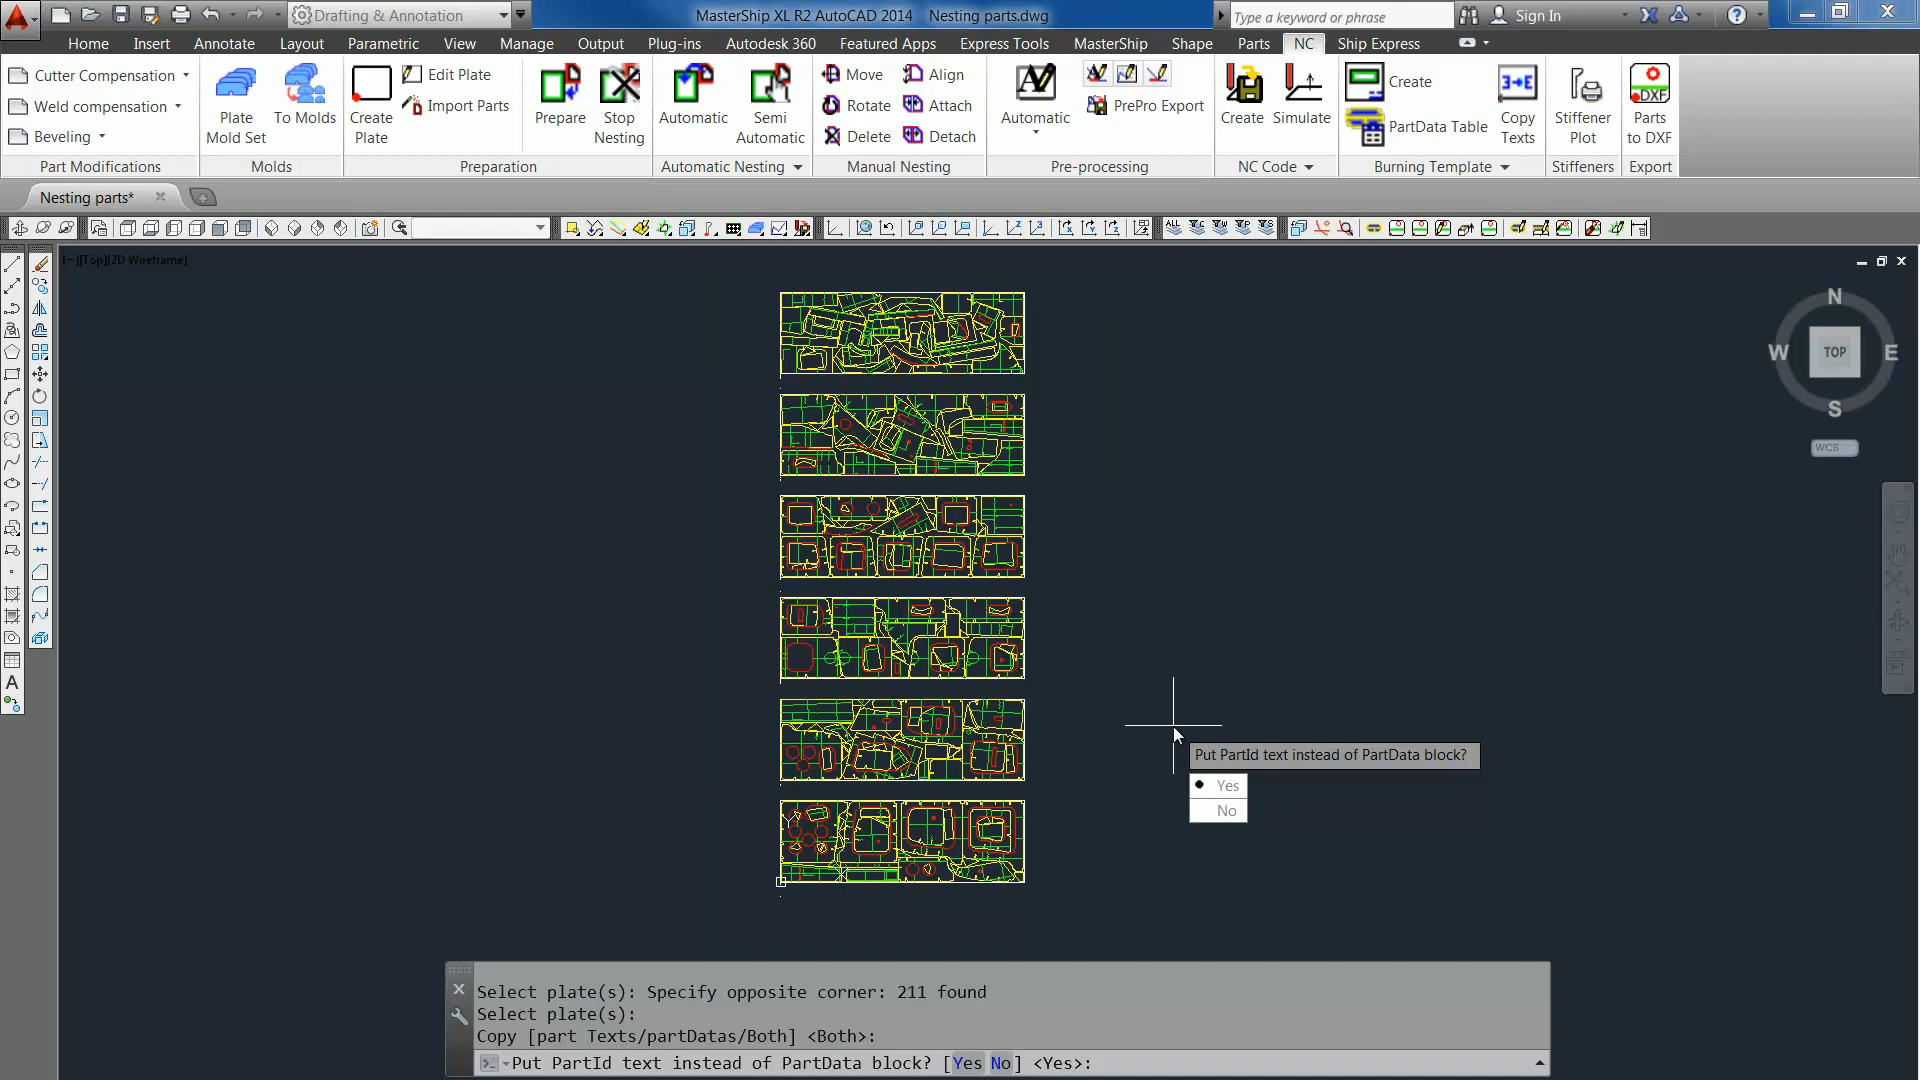 Drafting & Annotation
MasterShip XL R2 AutoCAD 2014   Nesting parts.dwg
Type a keyword or phrase
Sign In
Home Insert Annotate Layout Parametric View Manage Output Plug-ins Autodesk 360 Featured Apps Express Tools MasterShip Shape Parts NC Ship Express
Cutter Compensation
Weld compensation
Beveling
Part Modifications
Plate
Mold Set
To Molds
Molds
Create
Plate
Edit Plate
Import Parts
Prepare
Stop
Nesting
Preparation
Automatic
Semi
Automatic
Automatic Nesting
Move
Rotate
Delete
Align
Attach
Detach
Manual Nesting
Automatic
PrePro Export
Pre-processing
Create
Simulate
NC Code
Create
PartData Table
Copy
Texts
Burning Template
Stiffener
Plot
Stiffeners
DXF
Parts
to DXF
Export
Nesting parts*
ALL
[−][Top][2D Wireframe]
N
W
TOP
E
S
WCS
Put PartId text instead of PartData block?
Yes
No
Select plate(s): Specify opposite corner: 211 found
Select plate(s):
Copy [part Texts/partDatas/Both] <Both>:
Put PartId text instead of PartData block? [Yes No] <Yes>: